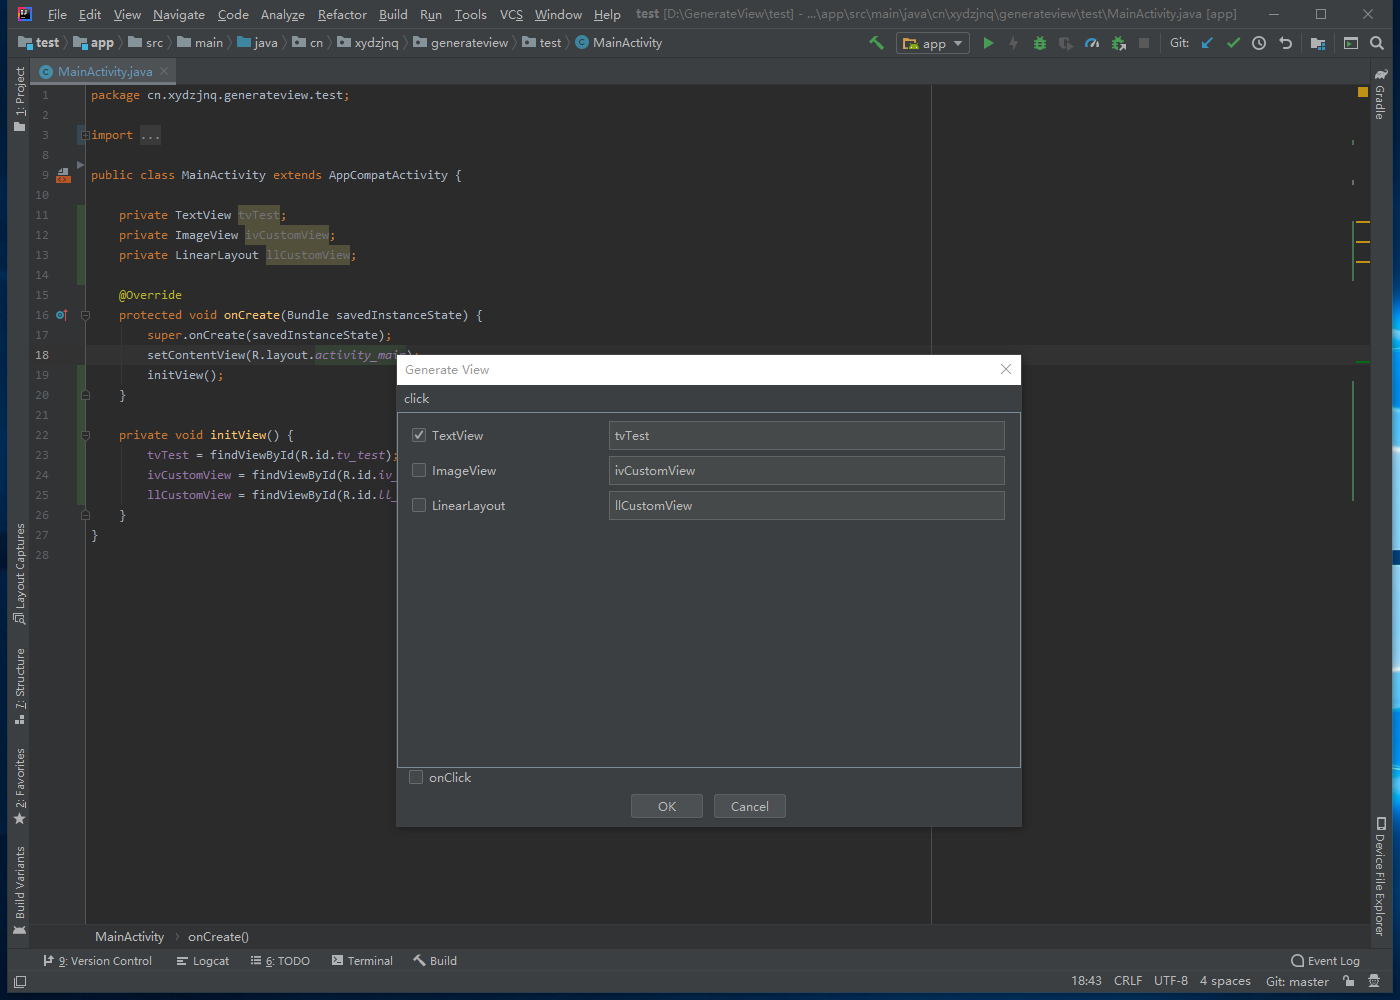 File Edit View Navigate Code Analyze Refactor Build Run Tools VCS Window Help test [D:\GenerateView\test] - ...\app\src\main\java\cn\xydzjnq\generateview\test\MainActivity.java [app]
test app src main java cn xydzjnq generateview test MainActivity app Git:
MainActivity.java
1: Project
Layout Captures
7: Structure
2: Favorites
Build Variants
1 package cn.xydzjnq.generateview.test;
2
3 import ...
8
9 public class MainActivity extends AppCompatActivity {
10
11 private TextView tvTest;
12 private ImageView ivCustomView;
13 private LinearLayout llCustomView;
14
15 @Override
16 protected void onCreate(Bundle savedInstanceState) {
17 super.onCreate(savedInstanceState);
18 setContentView(R.layout.activity_main);
19 initView();
20 }
21
22 private void initView() {
23 tvTest = findViewById(R.id.tv_test);
24 ivCustomView = findViewById(R.id.iv_
25 llCustomView = findViewById(R.id.ll_
26 }
27 }
28
Generate View
click
TextView tvTest
ImageView ivCustomView
LinearLayout llCustomView
onClick
OK Cancel
Gradle
Device File Explorer
MainActivity onCreate()
9: Version Control Logcat 6: TODO Terminal Build Event Log
18:43 CRLF UTF-8 4 spaces Git: master